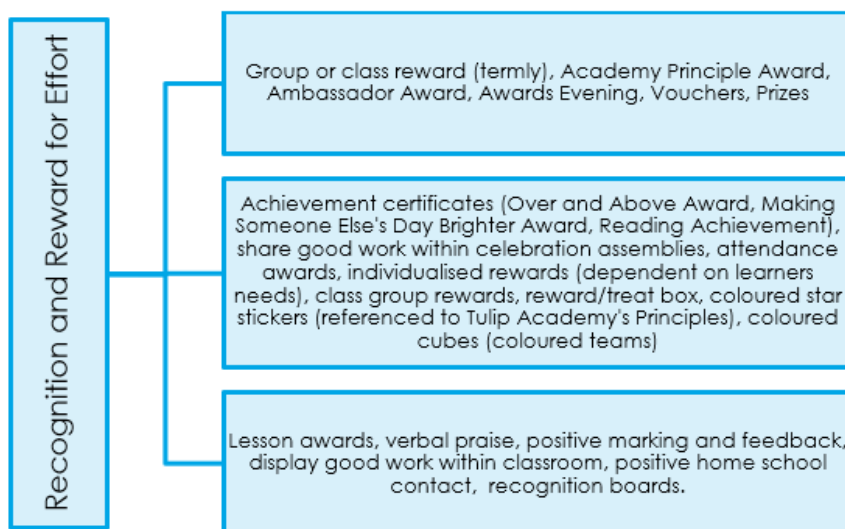 Recognition and Reward for Effort
Group or class reward (termly), Academy Principle Award,
Ambassador Award, Awards Evening, Vouchers, Prizes
Achievement certificates (Over and Above Award, Making
Someone Else's Day Brighter Award, Reading Achievement),
share good work within celebration assemblies, attendance
awards, individualised rewards (dependent on learners
needs), class group rewards, reward/treat box, coloured star
stickers (referenced to Tulip Academy's Principles), coloured
cubes (coloured teams)
Lesson awards, verbal praise, positive marking and feedback,
display good work within classroom, positive home school
contact, recognition boards.